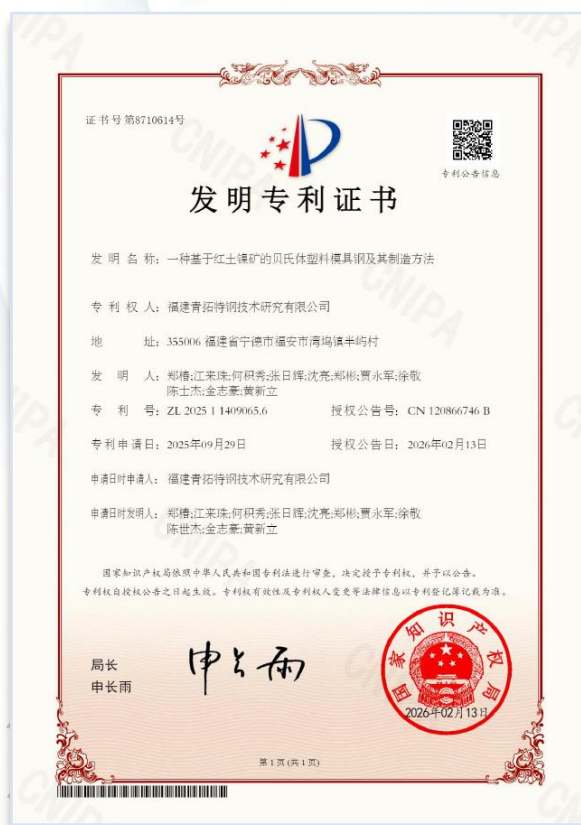 证书号第8710614号
专利公告信息
发明专利证书
发明名称：一种基于红土镍矿的贝氏体塑料模具钢及其制造方法
专利权人：福建青拓特钢技术研究有限公司
地址：355006 福建省宁德市福安市湾坞镇半屿村
发明人：郑椿;江来珠;何枳秀;张日辉;沈亮;郑彬;贾永军;徐敬
陈士杰;金志豪;黄新立
专利号：ZL 2025 1 1409065.6 授权公告号：CN 120866746 B
专利申请日：2025年09月29日 授权公告日：2026年02月13日
申请日时申请人：福建青拓特钢技术研究有限公司
申请日时发明人：郑椿;江来珠;何枳秀;张日辉;沈亮;郑彬;贾永军;徐敬
陈世杰;金志豪;黄新立
国家知识产权局依照中华人民共和国专利法进行审查，决定授予专利权，并予以公告。
专利权自授权公告之日起生效。专利权有效性及专利权人变更等法律信息以专利登记簿记载为准。
局长
申长雨
申长雨
国家知识产权局
2026年02月13日
第1页(共1页)
CNIPA